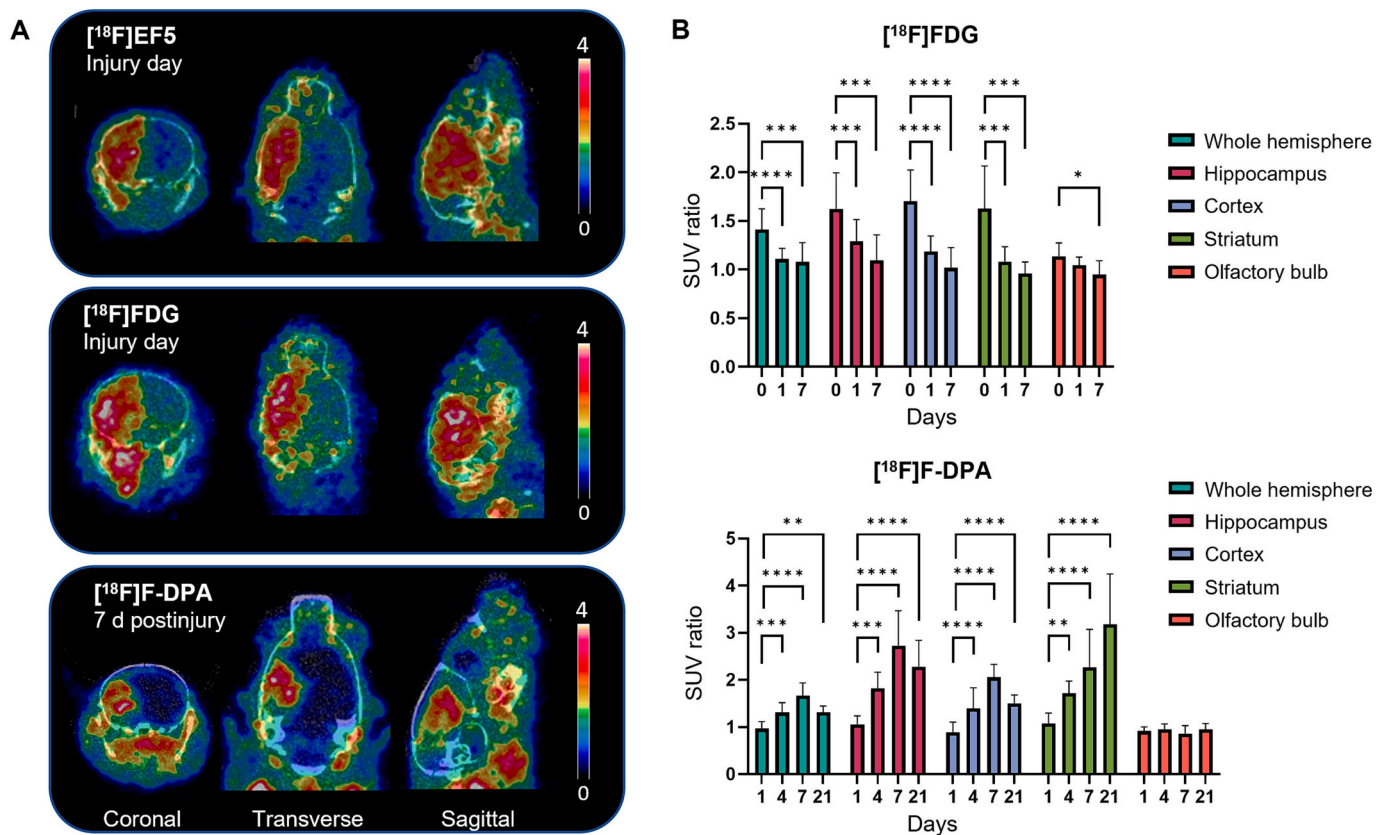 A
[¹⁸F]EF5
Injury day
4
0
[¹⁸F]FDG
Injury day
4
0
[¹⁸F]F-DPA
7 d postinjury
4
0
Coronal Transverse Sagittal
B
[¹⁸F]FDG
*** **** ***
*** *** **** *** *
****
2.5
2.0
1.5
1.0
0.5
0.0
SUV ratio
0 1 7 0 1 7 0 1 7 0 1 7 0 1 7
Days
Whole hemisphere
Hippocampus
Cortex
Striatum
Olfactory bulb
[¹⁸F]F-DPA
** **** **** ****
**** **** **** ****
*** *** **** **
5
4
3
2
1
0
SUV ratio
1 4 7 21 1 4 7 21 1 4 7 21 1 4 7 21 1 4 7 21
Days
Whole hemisphere
Hippocampus
Cortex
Striatum
Olfactory bulb